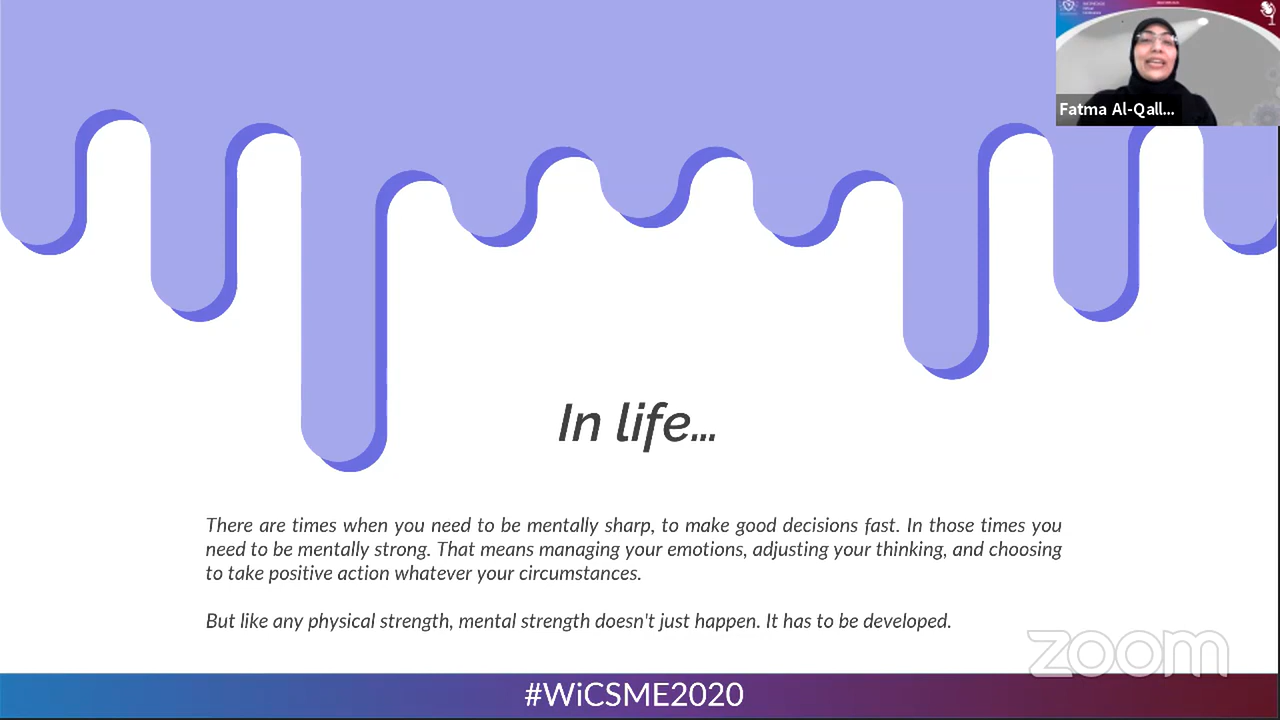 Fatma Al-Qall...
In life...
There are times when you need to be mentally sharp, to make good decisions fast. In those times you
need to be mentally strong. That means managing your emotions, adjusting your thinking, and choosing
to take positive action whatever your circumstances.
But like any physical strength, mental strength doesn't just happen. It has to be developed.
zoom
#WiCSME2020